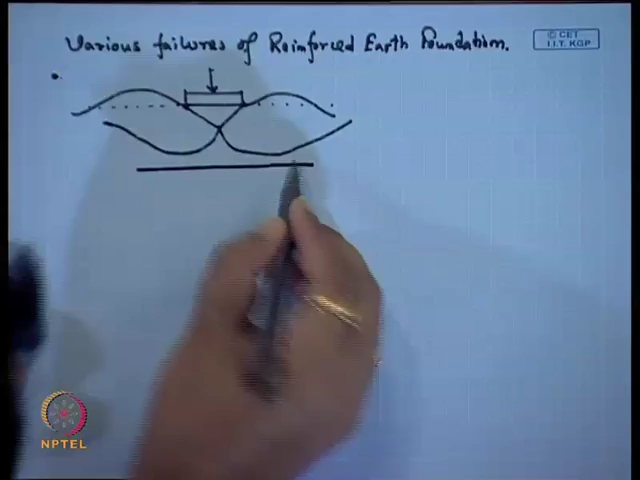 Various failures of Reinforced Earth Foundation.
© CET
I.I.T. KGP
NPTEL